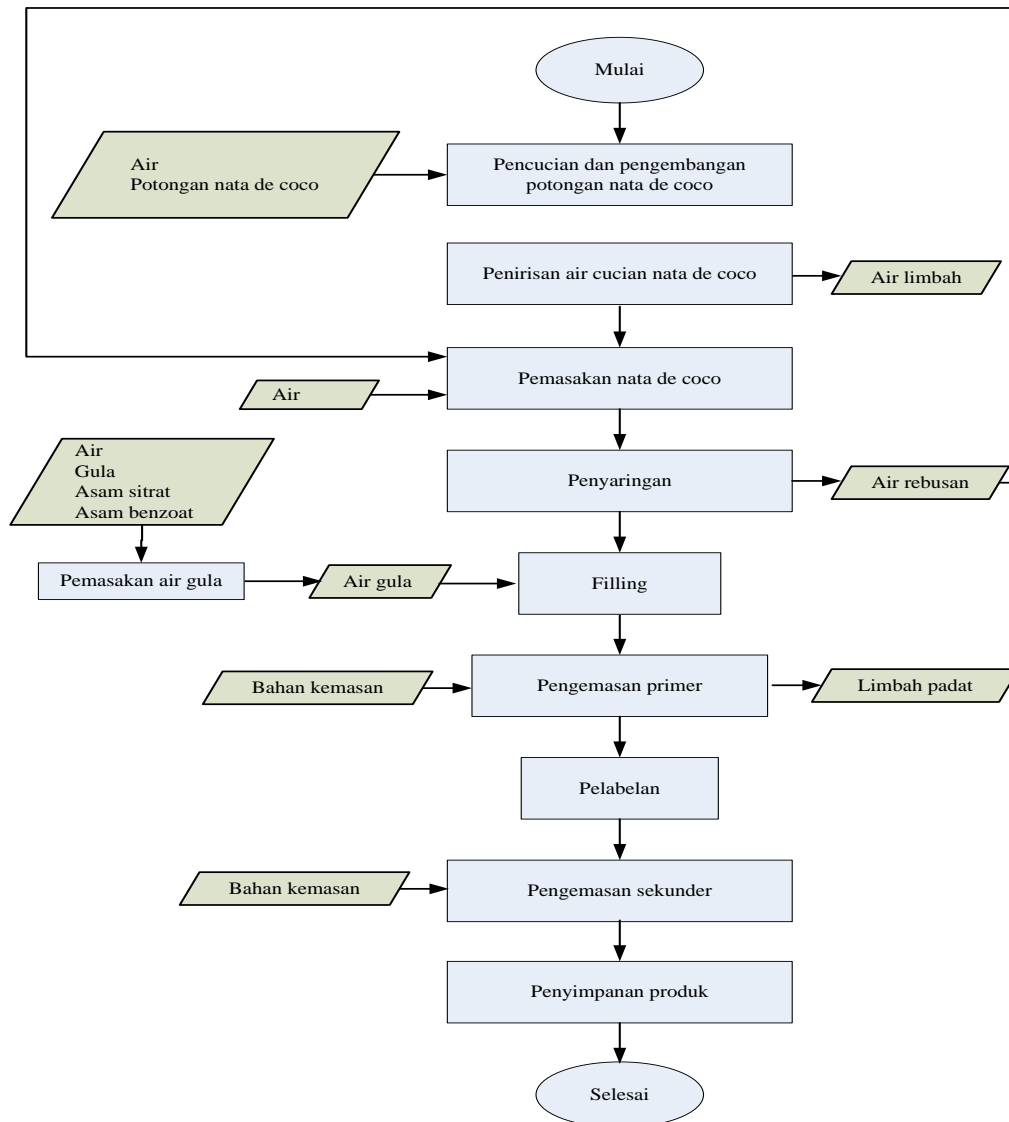 Mulai
Air
Potongan nata de coco
Pencucian dan pengembangan
potongan nata de coco
Penirisan air cucian nata de coco
Air limbah
Pemasakan nata de coco
Air
Air
Gula
Asam sitrat
Asam benzoat
Penyaringan
Air rebusan
Pemasakan air gula
Air gula
Filling
Bahan kemasan
Pengemasan primer
Limbah padat
Pelabelan
Bahan kemasan
Pengemasan sekunder
Penyimpanan produk
Selesai